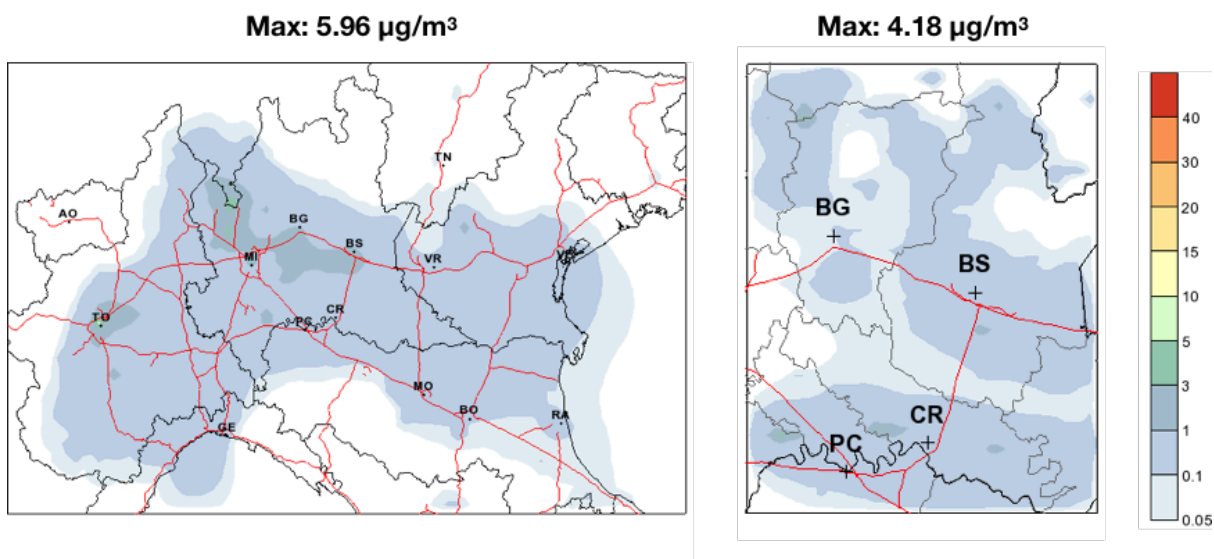 Max: 5.96 µg/m³
Max: 4.18 µg/m³
TN
AO
BG
BS
MI
VR
TO
CR
PC
MO
BO
RA
GE
BG
BS
CR
PC
40
30
20
15
10
5
3
1
0.1
0.05